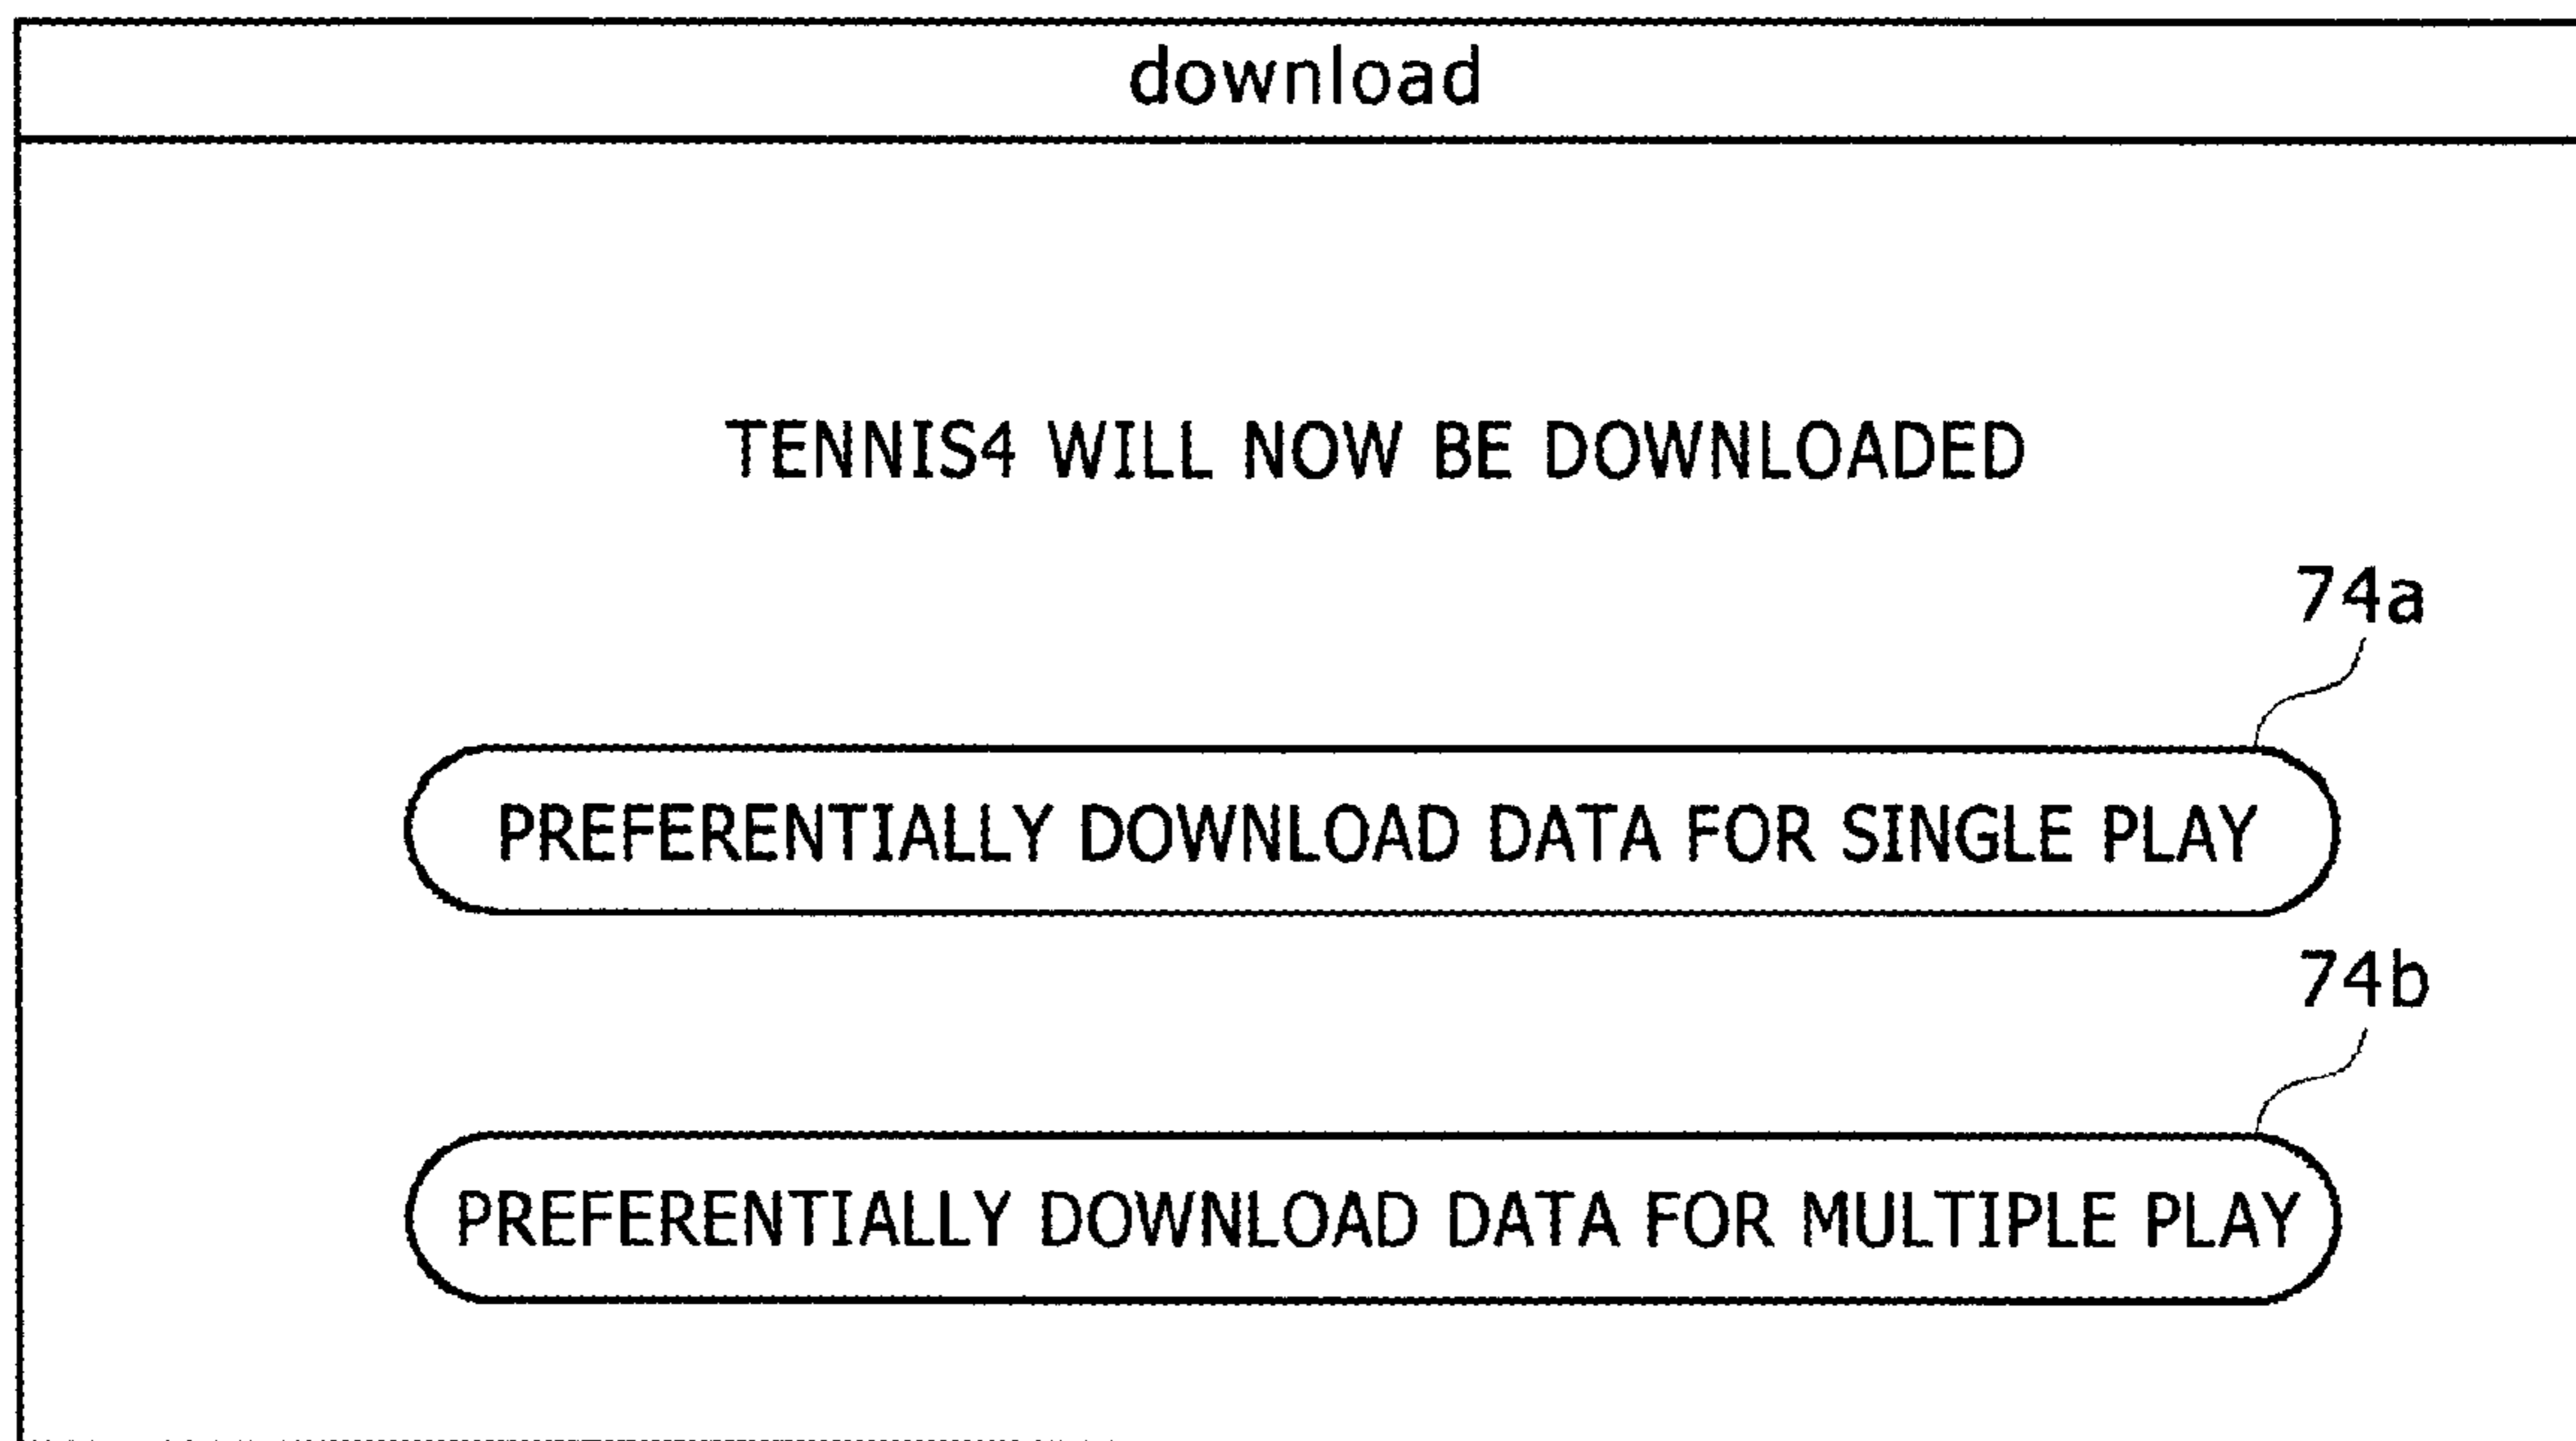 download
TENNIS4 WILL NOW BE DOWNLOADED
74a
PREFERENTIALLY DOWNLOAD DATA FOR SINGLE PLAY
74b
PREFERENTIALLY DOWNLOAD DATA FOR MULTIPLE PLAY